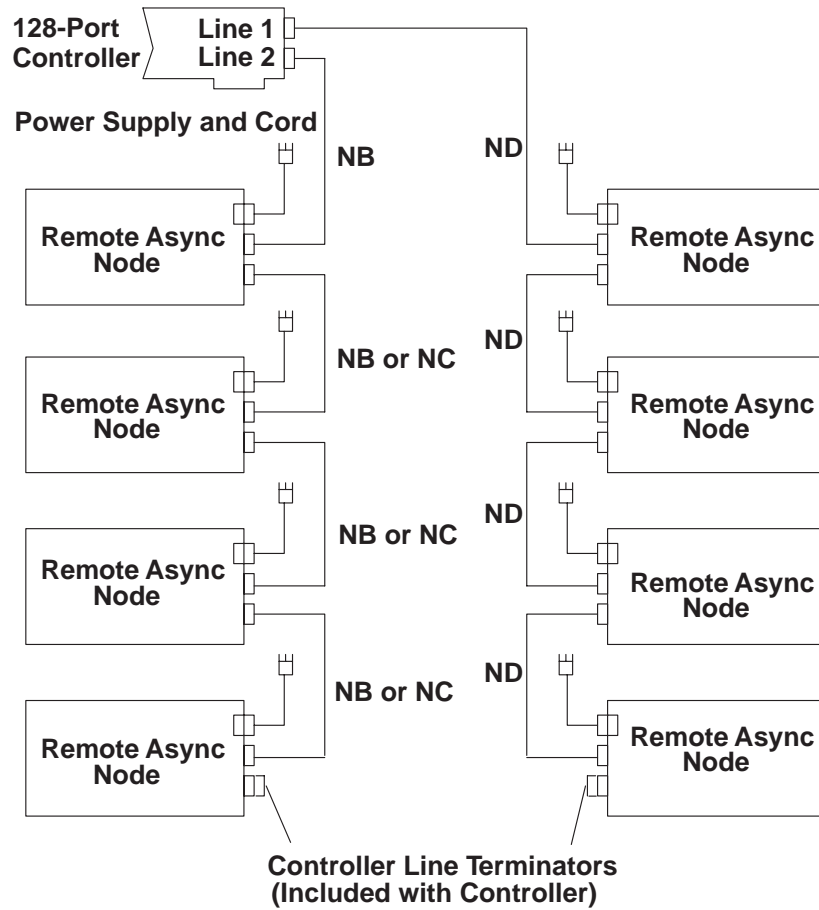 128-Port
Controller
Line 1
Line 2
Power Supply and Cord
NB
ND
Remote Async
Node
Remote Async
Node
NB or NC
ND
Remote Async
Node
Remote Async
Node
NB or NC
ND
Remote Async
Node
Remote Async
Node
NB or NC
ND
Remote Async
Node
Remote Async
Node
Controller Line Terminators
(Included with Controller)